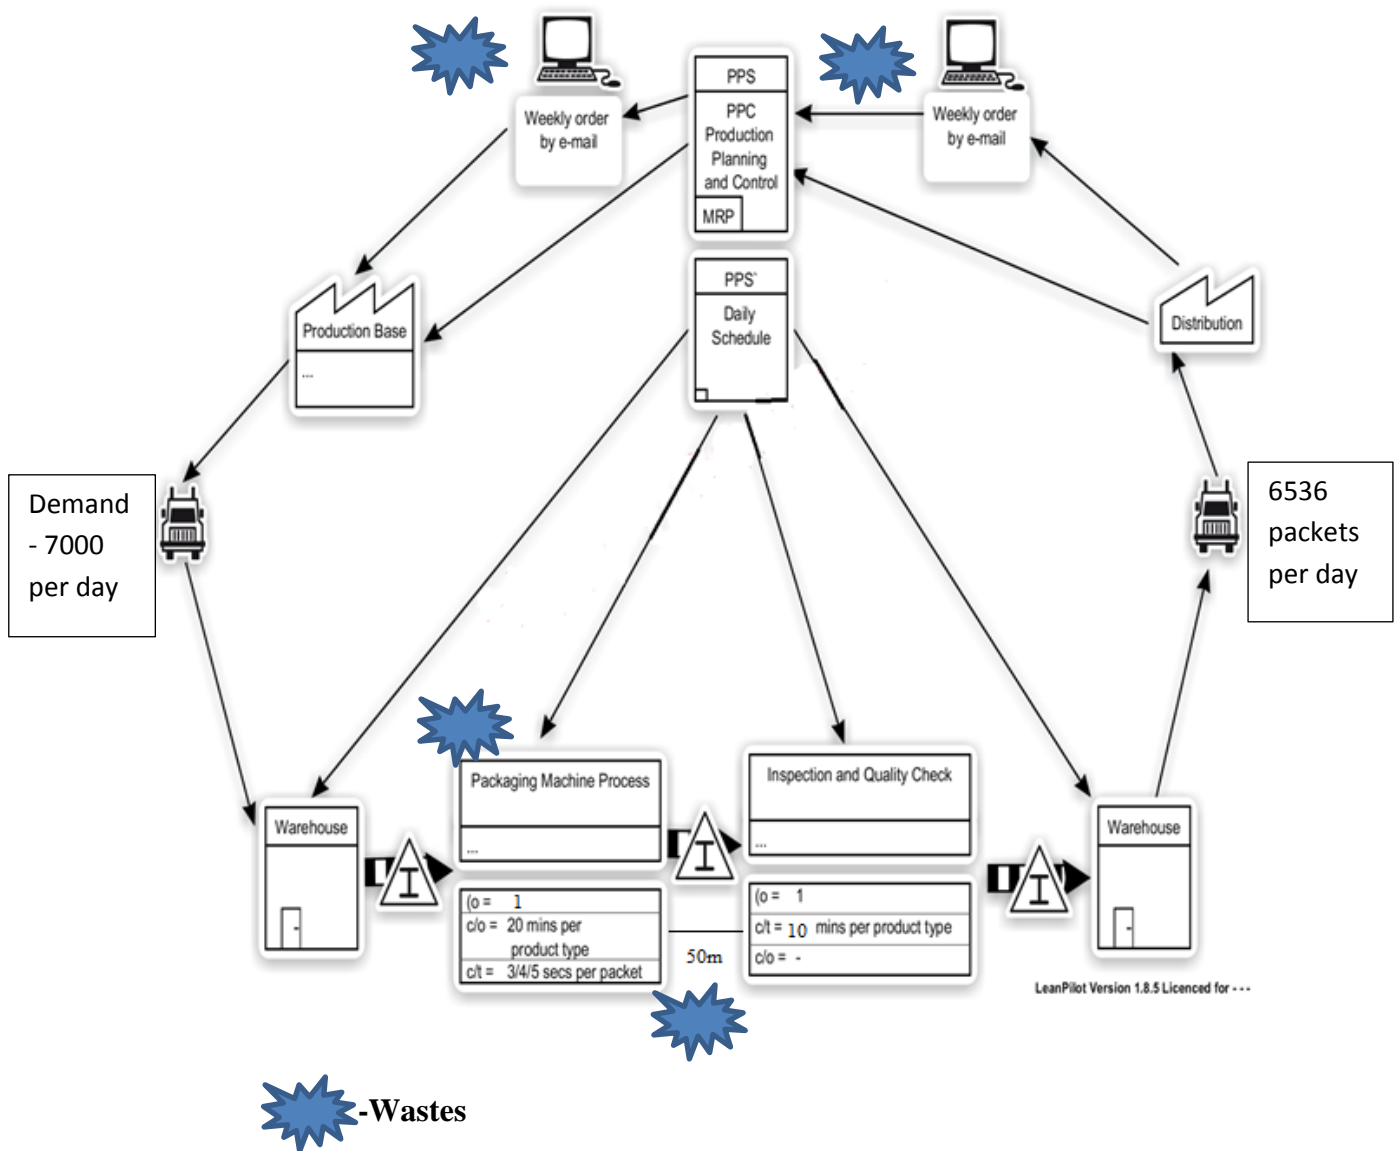 Weekly order
by e-mail
PPS
PPC
Production
Planning
and Control
MRP
Weekly order
by e-mail
PPS`
Daily
Schedule
Production Base
...
Distribution
Demand
- 7000
per day
6536
packets
per day
Warehouse
I
Packaging Machine Process
...
(o = 1
c/o = 20 mins per
product type
c/t = 3/4/5 secs per packet
I
50m
Inspection and Quality Check
...
(o = 1
c/t = 10 mins per product type
c/o = -
I
Warehouse
LeanPilot Version 1.8.5 Licenced for - - -
-Wastes